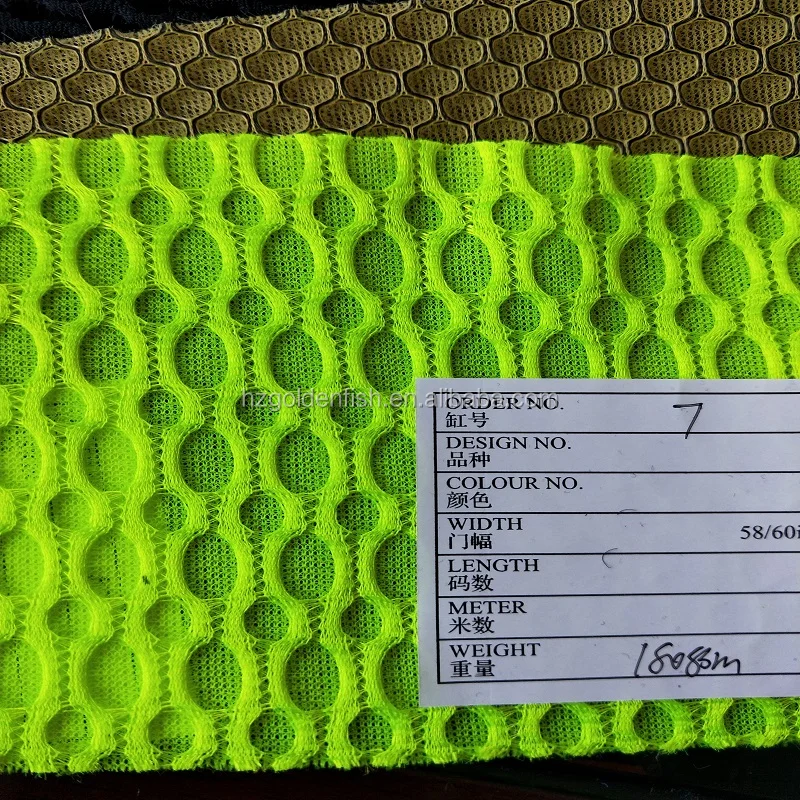 hzgoldenfish.en.alibaba.com
ORDER NO. 7
缸号
DESIGN NO.
品种
COLOUR NO.
颜色
WIDTH 58/60i
门幅
LENGTH
码数
METER
米数
WEIGHT 180gsm
重量